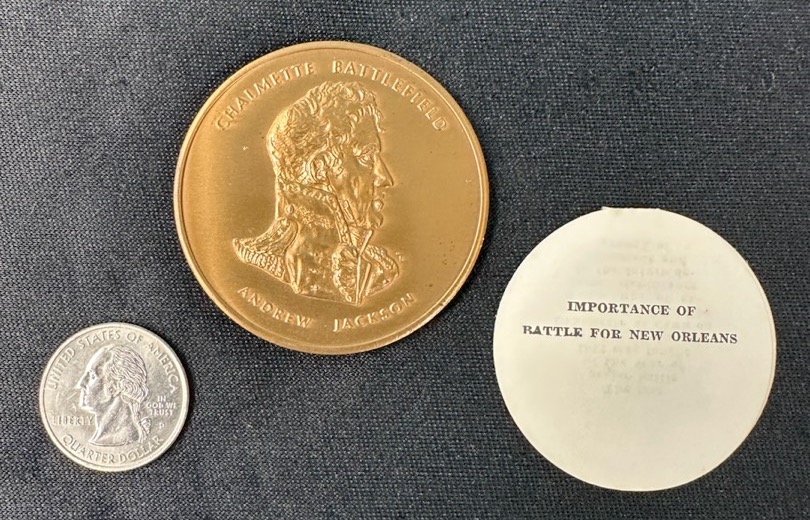 CHALMETTE BATTLEFIELD
ANDREW JACKSON
UNITED STATES OF AMERICA
LIBERTY
IN
GOD WE
TRUST
P
QUARTER DOLLAR
IMPORTANCE OF
BATTLE FOR NEW ORLEANS